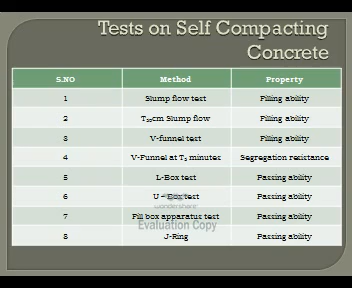 Tests on Self Compacting
Concrete
S.NO Method Property
1 Slump flow test Filling ability
2 T₅₀cm Slump flow Filling ability
3 V-funnel test Filling ability
4 V-Funnel at T₅ minutes Segregation resistance
5 L-Box test Passing ability
6 U – Box test Passing ability
wondershare
7 Fill box apparatus test Passing ability
Evaluation Copy
8 J-Ring Passing ability